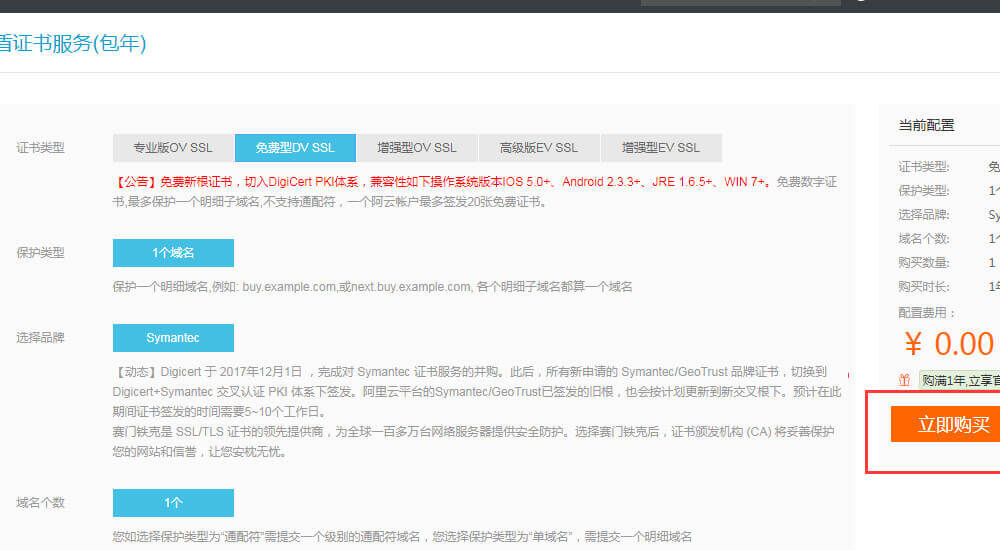 盾证书服务(包年)
证书类型
专业版OV SSL
免费型DV SSL
增强型OV SSL
高级版EV SSL
增强型EV SSL
【公告】免费新根证书，切入DigiCert PKI体系，兼容性如下操作系统版本IOS 5.0+、Android 2.3.3+、JRE 1.6.5+、WIN 7+。免费数字证
书,最多保护一个明细子域名,不支持通配符，一个阿云帐户最多签发20张免费证书。
保护类型
1个域名
保护一个明细域名,例如: buy.example.com,或next.buy.example.com, 各个明细子域名都算一个域名
选择品牌
Symantec
【动态】Digicert 于 2017年12月1日 ，完成对 Symantec 证书服务的并购。此后，所有新申请的 Symantec/GeoTrust 品牌证书，切换到
Digicert+Symantec 交叉认证 PKI 体系下签发。阿里云平台的Symantec/GeoTrust已签发的旧根，也会按计划更新到新交叉根下。预计在此
期间证书签发的时间需要5~10个工作日。
赛门铁克是 SSL/TLS 证书的领先提供商，为全球一百多万台网络服务器提供安全防护。选择赛门铁克后，证书颁发机构 (CA) 将妥善保护
您的网站和信誉，让您安枕无忧。
域名个数
1个
您如选择保护类型为“通配符”需提交一个级别的通配符域名，您选择保护类型为“单域名”，需提交一个明细域名
当前配置
证书类型: 免
保护类型: 1个
选择品牌: Sy
域名个数: 1个
购买数量: 1
购买时长: 1年
配置费用：
¥ 0.00
购满1年,立享官
立即购买